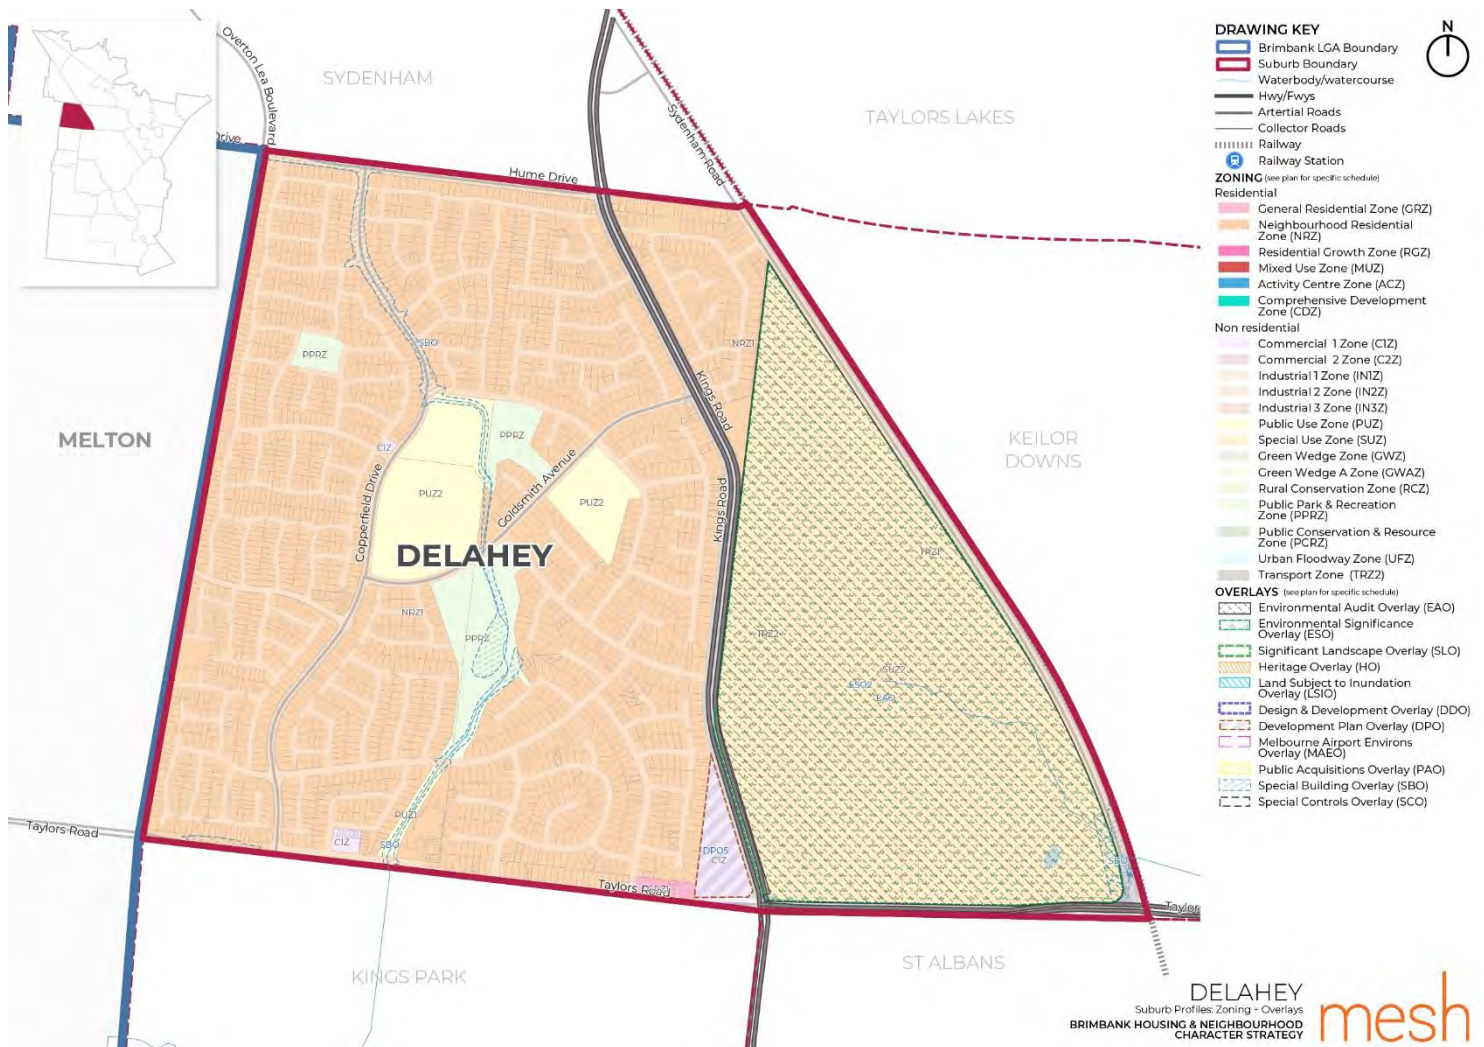 SYDENHAM
TAYLORS LAKES
Overton Lea Boulevard
Drive
Hume Drive
Sydenham Road
MELTON
KEILOR
DOWNS
PPRZ
SBO
NRZ1
Kings Road
C1Z
PPRZ
PUZ2
Goldsmith Avenue
PUZ2
Copperfield Drive
Kings Road
DELAHEY
NRZ1
PPRZ
TRZ2
SUZ2
ESO2
EAO
PUZ1
C1Z
SBO
DPO5
C1Z
SBO
Taylors Road
Taylors Road
Taylor
KINGS PARK
ST ALBANS
N
DRAWING KEY
Brimbank LGA Boundary
Suburb Boundary
Waterbody/watercourse
Hwy/Fwys
Artertial Roads
Collector Roads
Railway
Railway Station
ZONING (see plan for specific schedule)
Residential
General Residential Zone (GRZ)
Neighbourhood Residential
Zone (NRZ)
Residential Growth Zone (RGZ)
Mixed Use Zone (MUZ)
Activity Centre Zone (ACZ)
Comprehensive Development
Zone (CDZ)
Non residential
Commercial 1 Zone (C1Z)
Commercial 2 Zone (C2Z)
Industrial 1 Zone (IN1Z)
Industrial 2 Zone (IN2Z)
Industrial 3 Zone (IN3Z)
Public Use Zone (PUZ)
Special Use Zone (SUZ)
Green Wedge Zone (GWZ)
Green Wedge A Zone (GWAZ)
Rural Conservation Zone (RCZ)
Public Park & Recreation
Zone (PPRZ)
Public Conservation & Resource
Zone (PCRZ)
Urban Floodway Zone (UFZ)
Transport Zone (TRZ2)
OVERLAYS (see plan for specific schedule)
Environmental Audit Overlay (EAO)
Environmental Significance
Overlay (ESO)
Significant Landscape Overlay (SLO)
Heritage Overlay (HO)
Land Subject to Inundation
Overlay (LSIO)
Design & Development Overlay (DDO)
Development Plan Overlay (DPO)
Melbourne Airport Environs
Overlay (MAEO)
Public Acquisitions Overlay (PAO)
Special Building Overlay (SBO)
Special Controls Overlay (SCO)
DELAHEY
Suburb Profiles: Zoning + Overlays
BRIMBANK HOUSING & NEIGHBOURHOOD
CHARACTER STRATEGY
mesh